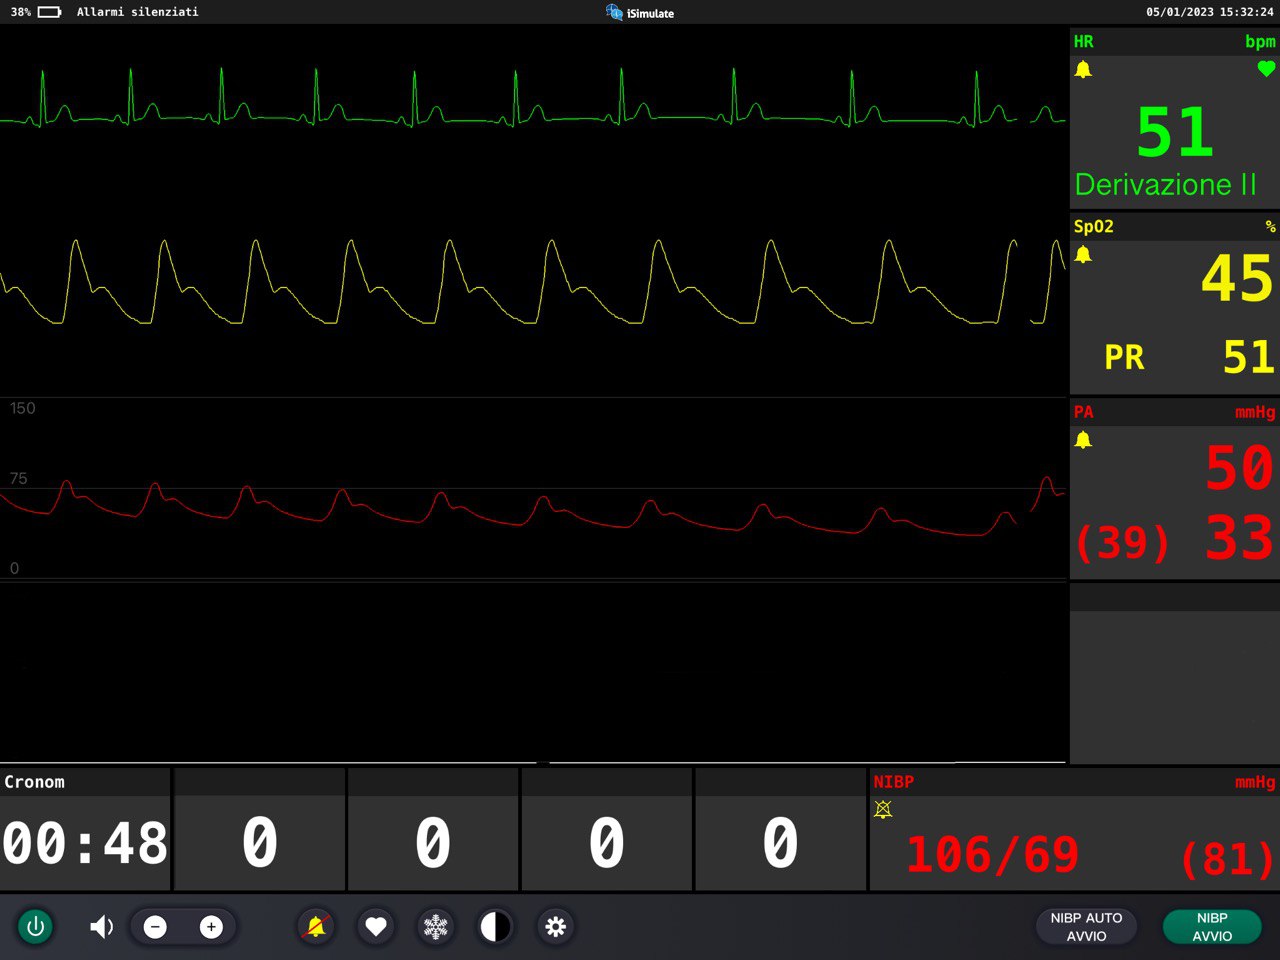 38% Allarmi silenziati iSimulate 05/01/2023 15:32:24
HR bpm
51
Derivazione II
SpO2 %
45
PR 51
150
75
0
PA mmHg
50
(39) 33
Cronom
00:48
0
0
0
0
NIBP mmHg
106/69 (81)
NIBP AUTO
AVVIO
NIBP
AVVIO